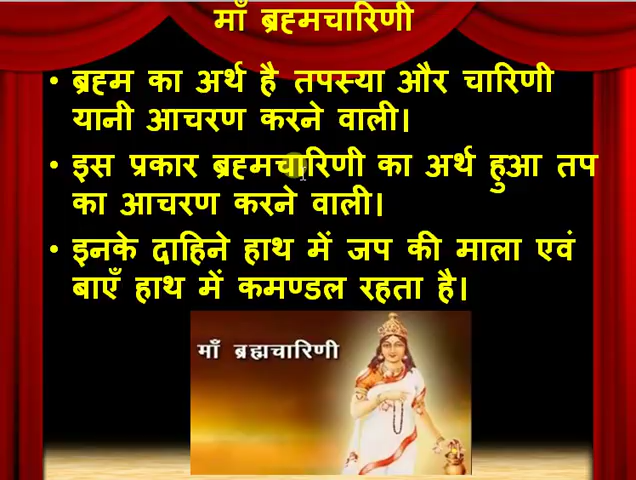 माँ ब्रह्मचारिणी
• ब्रह्म का अर्थ है तपस्या और चारिणी
यानी आचरण करने वाली।
• इस प्रकार ब्रह्मचारिणी का अर्थ हुआ तप
का आचरण करने वाली।
• इनके दाहिने हाथ में जप की माला एवं
बाएँ हाथ में कमण्डल रहता है।
माँ ब्रह्मचारिणी